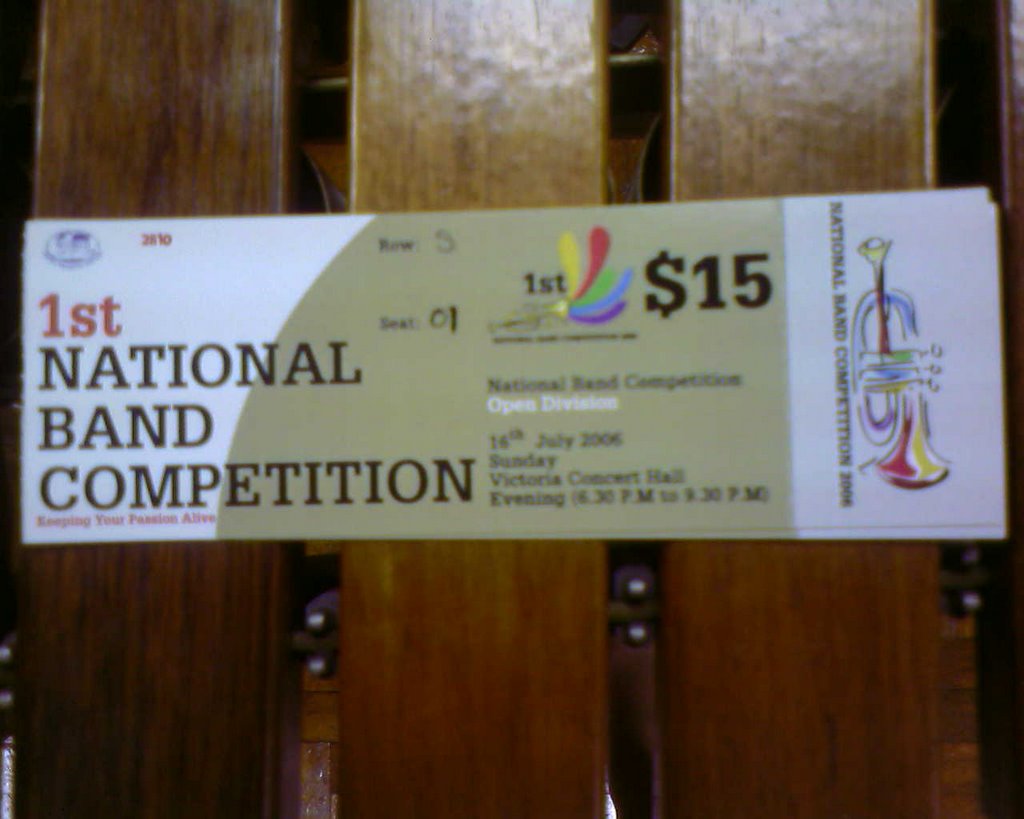 2810
1st
NATIONAL
BAND
COMPETITION
Keeping Your Passion Alive
Row: S
Seat: 01
1st
$15
National Band Competition
Open Division
16th July 2006
Sunday
Victoria Concert Hall
Evening (6.30 P.M to 9.30 P.M)
NATIONAL BAND COMPETITION 2006